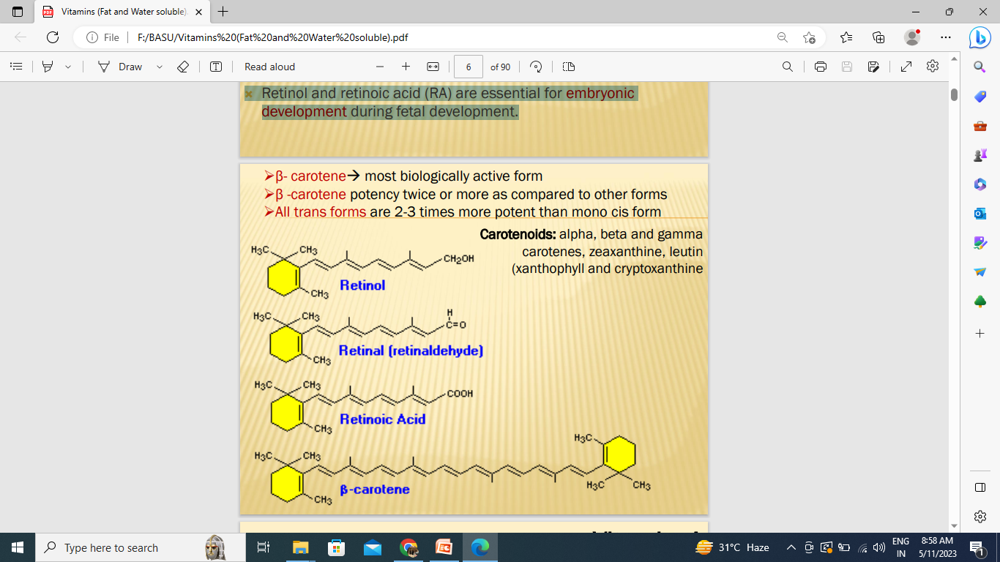 Vitamins (Fat and Water soluble).
File
F:/BASU/Vitamins%20(Fat%20and%20Water%20soluble).pdf
Draw
Read aloud
6
of 90
Retinol and retinoic acid (RA) are essential for embryonic
development during fetal development.
➢β- carotene→ most biologically active form
➢β -carotene potency twice or more as compared to other forms
➢All trans forms are 2-3 times more potent than mono cis form
Carotenoids: alpha, beta and gamma
carotenes, zeaxanthine, leutin
(xanthophyll and cryptoxanthine
H3C CH3 CH2OH
CH3
Retinol
H3C CH3 H
C=O
CH3
Retinal (retinaldehyde)
H3C CH3 COOH
CH3
Retinoic Acid
H3C
H3C CH3
H3C CH3
CH3
β-carotene
Type here to search
31°C Haze
ENG
IN
8:58 AM
5/11/2023
1